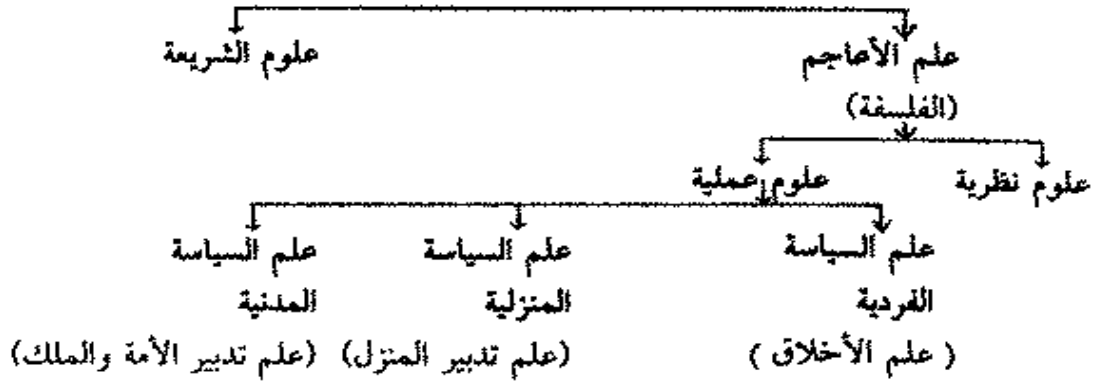 علم الأعاجم علوم الشريعة
(الفلسفة)
علوم نظرية علوم عملية
علم السياسة علم السياسة علم السياسة
الفردية المنزلية المدنية
( علم الأخلاق ) (علم تدبير المنزل) (علم تدبير الأمة والملك)